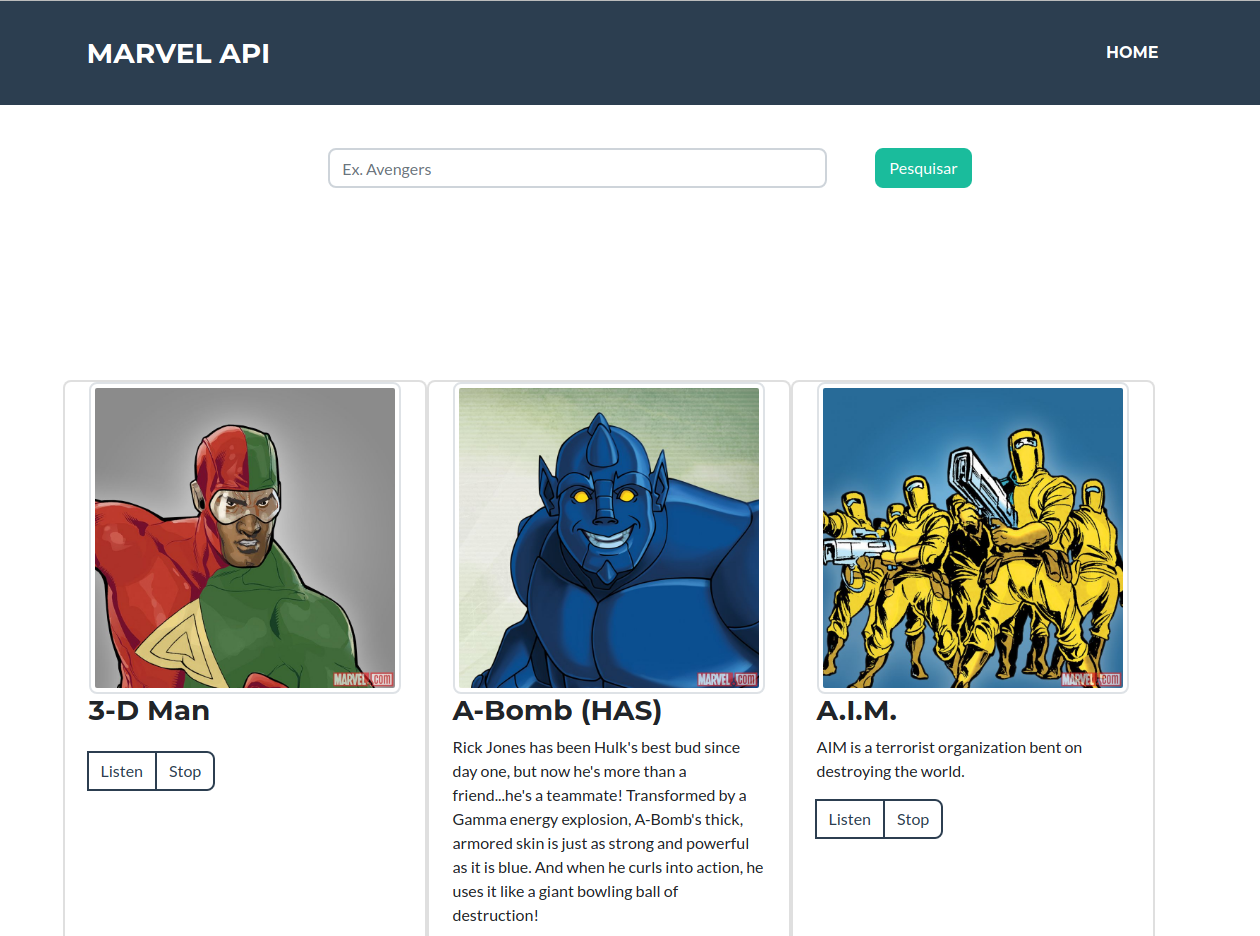 MARVEL API
HOME
Ex. Avengers
Pesquisar
MARVEL.COM
MARVEL.COM
MARVEL.COM
3-D Man
Listen
Stop
A-Bomb (HAS)
Rick Jones has been Hulk's best bud since
day one, but now he's more than a
friend...he's a teammate! Transformed by a
Gamma energy explosion, A-Bomb's thick,
armored skin is just as strong and powerful
as it is blue. And when he curls into action, he
uses it like a giant bowling ball of
destruction!
A.I.M.
AIM is a terrorist organization bent on
destroying the world.
Listen
Stop